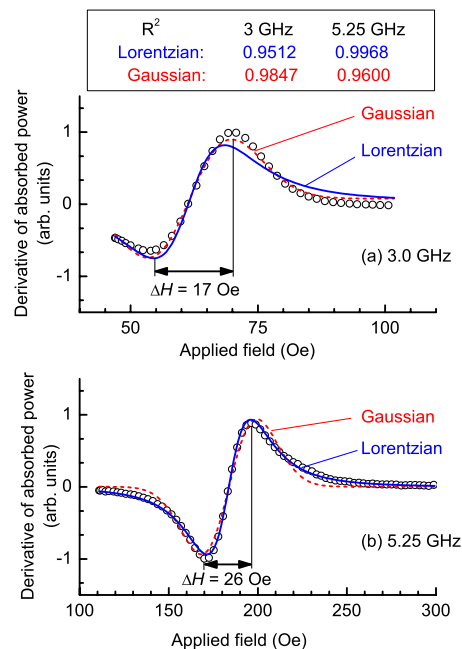 R² 3 GHz 5.25 GHz
Lorentzian: 0.9512 0.9968
Gaussian: 0.9847 0.9600
Derivative of absorbed power
(arb. units)
1
0
-1
Gaussian
Lorentzian
(a) 3.0 GHz
ΔH = 17 Oe
50 75 100
Applied field (Oe)
Derivative of absorbed power
(arb. units)
1
0
-1
Gaussian
Lorentzian
(b) 5.25 GHz
ΔH = 26 Oe
100 150 200 250 300
Applied field (Oe)